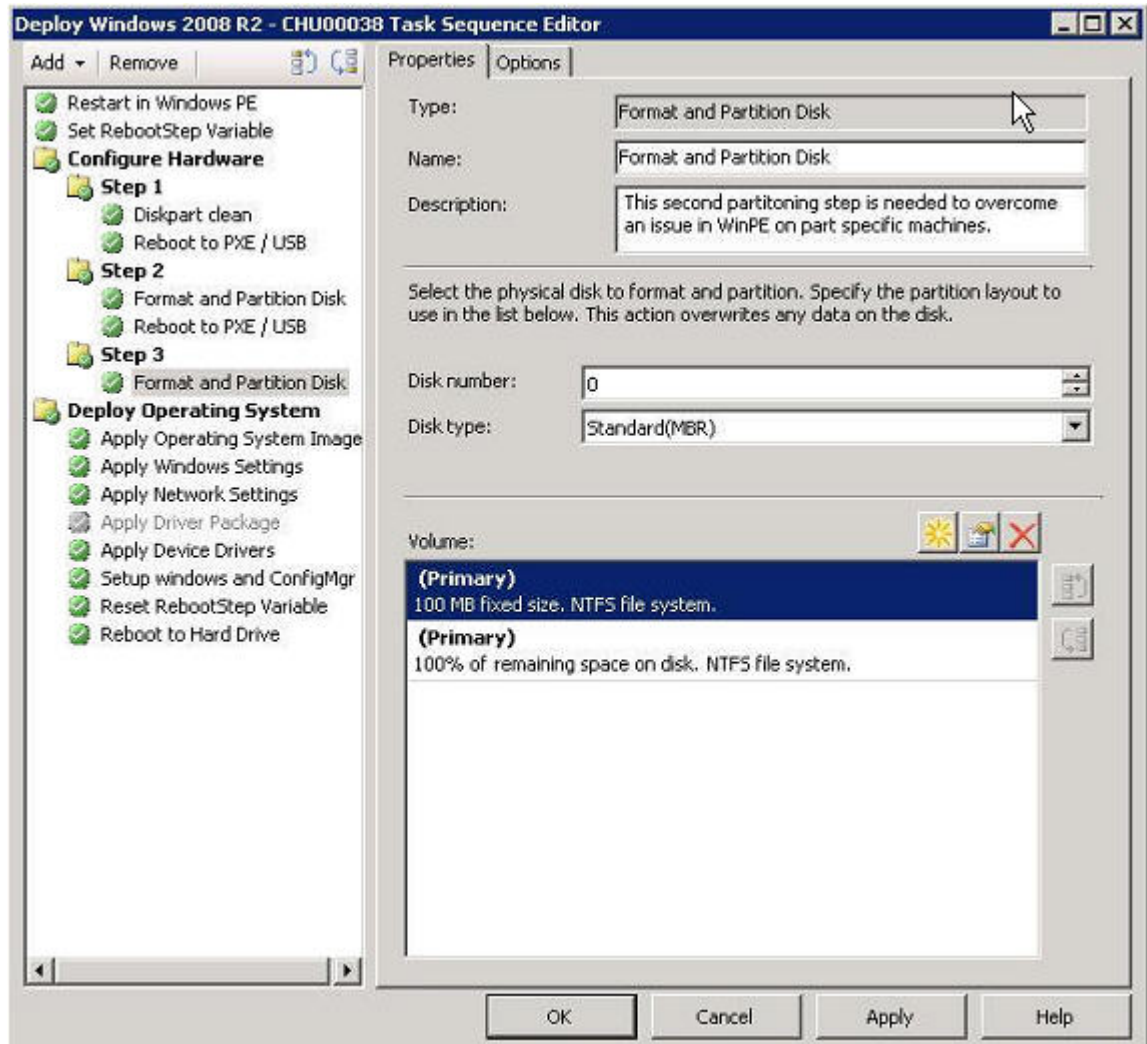 Deploy Windows 2008 R2 - CHU00038 Task Sequence Editor
Add Remove
Restart in Windows PE
Set RebootStep Variable
Configure Hardware
Step 1
Diskpart clean
Reboot to PXE / USB
Step 2
Format and Partition Disk
Reboot to PXE / USB
Step 3
Format and Partition Disk
Deploy Operating System
Apply Operating System Image
Apply Windows Settings
Apply Network Settings
Apply Driver Package
Apply Device Drivers
Setup windows and ConfigMgr
Reset RebootStep Variable
Reboot to Hard Drive
Properties Options
Type: Format and Partition Disk
Name: Format and Partition Disk
Description: This second partitoning step is needed to overcome
an issue in WinPE on part specific machines.
Select the physical disk to format and partition. Specify the partition layout to
use in the list below. This action overwrites any data on the disk.
Disk number: 0
Disk type: Standard(MBR)
Volume:
(Primary)
100 MB fixed size. NTFS file system.
(Primary)
100% of remaining space on disk. NTFS file system.
OK Cancel Apply Help